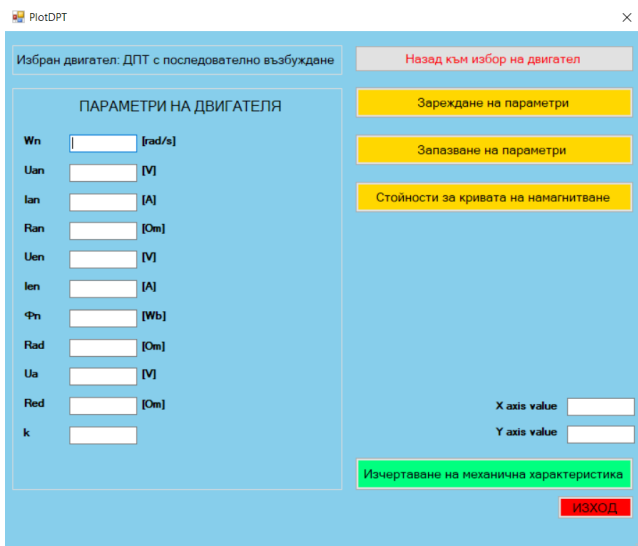 PlotDPT
Избран двигател: ДПТ с последователно възбуждане
Назад към избор на двигател
ПАРАМЕТРИ НА ДВИГАТЕЛЯ
Wn [rad/s]
Uan [V]
Ian [A]
Ran [Om]
Uen [V]
Ien [A]
Фn [Wb]
Rad [Om]
Ua [V]
Red [Om]
k
Зареждане на параметри
Запазване на параметри
Стойности за кривата на намагнитване
X axis value
Y axis value
Изчертаване на механична характеристика
ИЗХОД